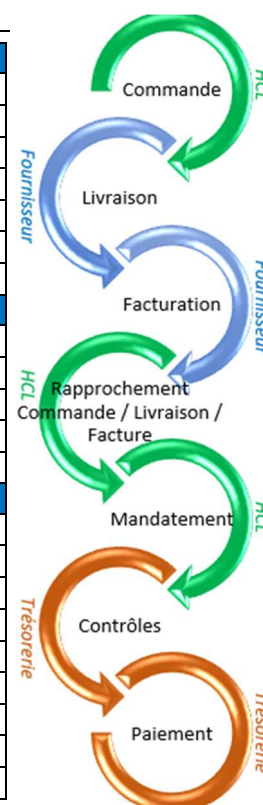 Commande
HCL
Livraison
Fournisseur
Facturation
Fournisseur
Rapprochement
Commande / Livraison /
Facture
HCL
Mandatement
HCL
Contrôles
Trésorerie
Paiement
Trésorerie